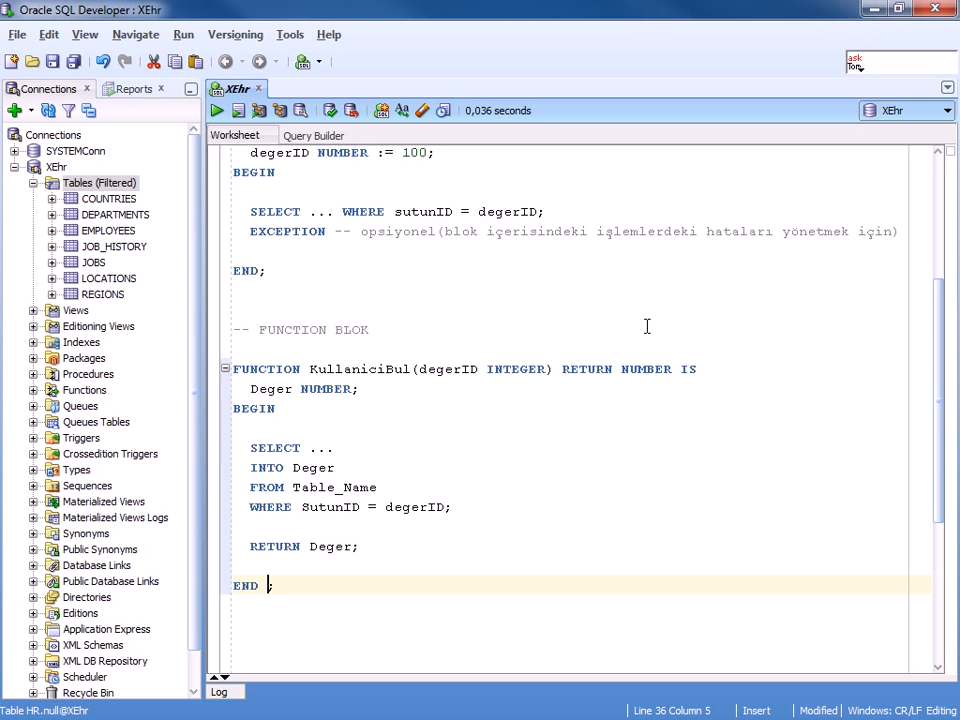 Oracle SQL Developer : XEhr
File Edit View Navigate Run Versioning Tools Help
ask
Tom
Connections Reports
XEhr
0,036 seconds
XEhr
Worksheet Query Builder
Connections
SYSTEMConn
XEhr
Tables (Filtered)
COUNTRIES
DEPARTMENTS
EMPLOYEES
JOB_HISTORY
JOBS
LOCATIONS
REGIONS
Views
Editioning Views
Indexes
Packages
Procedures
Functions
Queues
Queues Tables
Triggers
Crossedition Triggers
Types
Sequences
Materialized Views
Materialized Views Logs
Synonyms
Public Synonyms
Database Links
Public Database Links
Directories
Editions
Application Express
XML Schemas
XML DB Repository
Scheduler
Recycle Bin
degerID NUMBER := 100;
BEGIN
SELECT ... WHERE sutunID = degerID;
EXCEPTION -- opsiyonel(blok içerisindeki işlemlerdeki hataları yönetmek için)
END;
-- FUNCTION BLOK
FUNCTION KullaniciBul(degerID INTEGER) RETURN NUMBER IS
Deger NUMBER;
BEGIN
SELECT ...
INTO Deger
FROM Table_Name
WHERE SutunID = degerID;
RETURN Deger;
END ;
Log
Table HR.null@XEhr
Line 36 Column 5 Insert Modified Windows: CR/LF Editing